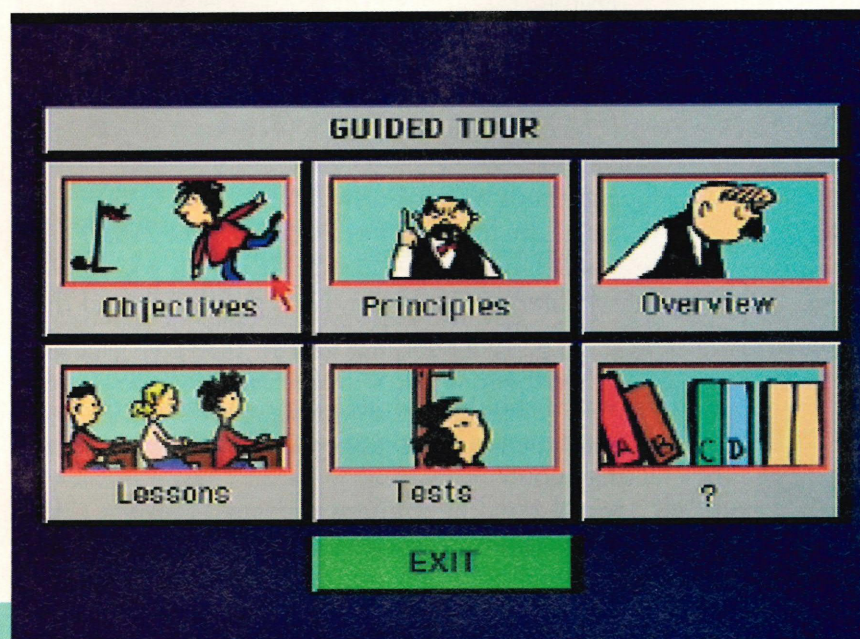 GUIDED TOUR
Objectives
Principles
Overview
Lessons
Tests
A B C D
?
EXIT